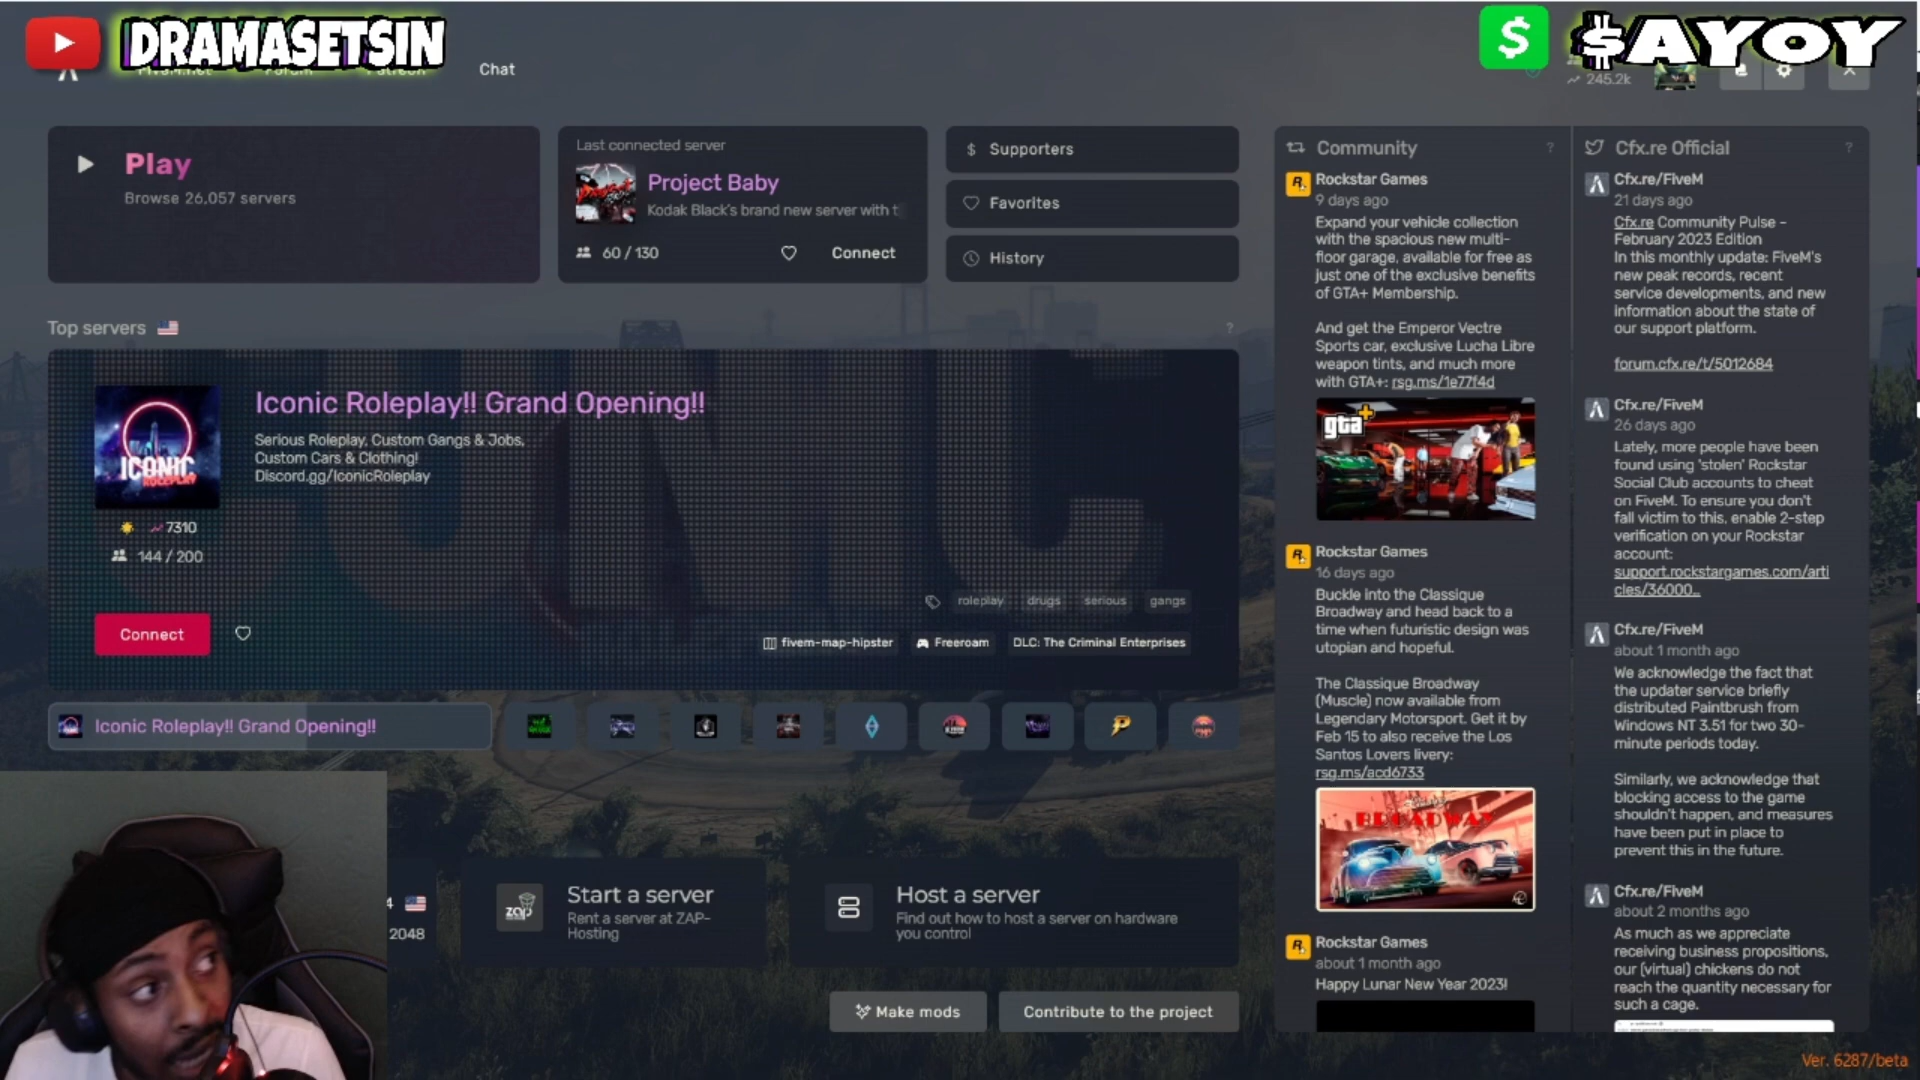 DRAMASETSIN
$AYOY
Chat
245.2k
Play
Browse 26,057 servers
Last connected server
Project Baby
Kodak Black's brand new server with t
60 / 130
Connect
Supporters
Favorites
History
Top servers
?
Iconic Roleplay!! Grand Opening!!
Serious Roleplay, Custom Gangs & Jobs,
Custom Cars & Clothing!
Discord.gg/IconicRoleplay
ICONIC
ROLEPLAY
7310
144 / 200
Connect
roleplay drugs serious gangs
fivem-map-hipster Freeroam DLC: The Criminal Enterprises
Iconic Roleplay!! Grand Opening!!
4
2048
zap
Start a server
Rent a server at ZAP-
Hosting
Host a server
Find out how to host a server on hardware
you control
Make mods
Contribute to the project
Community ?
Rockstar Games
9 days ago
Expand your vehicle collection
with the spacious new multi-
floor garage, available for free as
just one of the exclusive benefits
of GTA+ Membership.
And get the Emperor Vectre
Sports car, exclusive Lucha Libre
weapon tints, and much more
with GTA+: rsg.ms/1e77f4d
gta+
Rockstar Games
16 days ago
Buckle into the Classique
Broadway and head back to a
time when futuristic design was
utopian and hopeful.
The Classique Broadway
(Muscle) now available from
Legendary Motorsport. Get it by
Feb 15 to also receive the Los
Santos Lovers livery:
rsg.ms/acd6733
BROADWAY
Rockstar Games
about 1 month ago
Happy Lunar New Year 2023!
Cfx.re Official ?
Cfx.re/FiveM
21 days ago
Cfx.re Community Pulse -
February 2023 Edition
In this monthly update: FiveM's
new peak records, recent
service developments, and new
information about the state of
our support platform.
forum.cfx.re/t/5012684
Cfx.re/FiveM
26 days ago
Lately, more people have been
found using 'stolen' Rockstar
Social Club accounts to cheat
on FiveM. To ensure you don't
fall victim to this, enable 2-step
verification on your Rockstar
account:
support.rockstargames.com/arti
cles/36000...
Cfx.re/FiveM
about 1 month ago
We acknowledge the fact that
the updater service briefly
distributed Paintbrush from
Windows NT 3.51 for two 30-
minute periods today.
Similarly, we acknowledge that
blocking access to the game
shouldn't happen, and measures
have been put in place to
prevent this in the future.
Cfx.re/FiveM
about 2 months ago
As much as we appreciate
receiving business propositions,
our (virtual) chickens do not
reach the quantity necessary for
such a cage.
Ver. 6287/beta